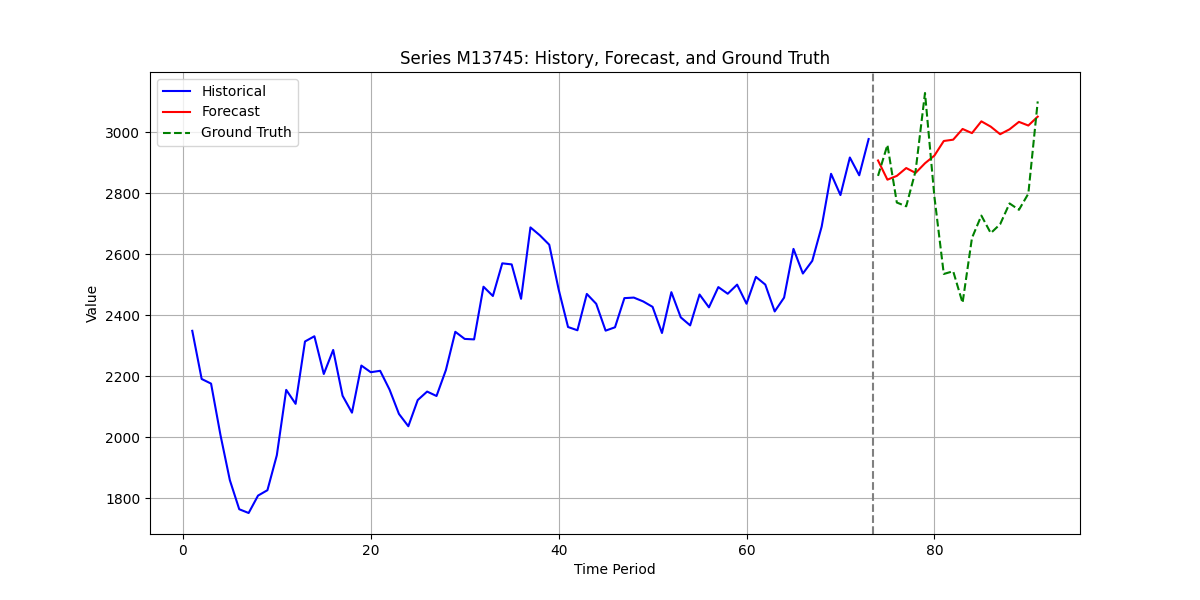 Series M13745: History, Forecast, and Ground Truth
Historical
Forecast
Ground Truth
Value
3000
2800
2600
2400
2200
2000
1800
0 20 40 60 80
Time Period